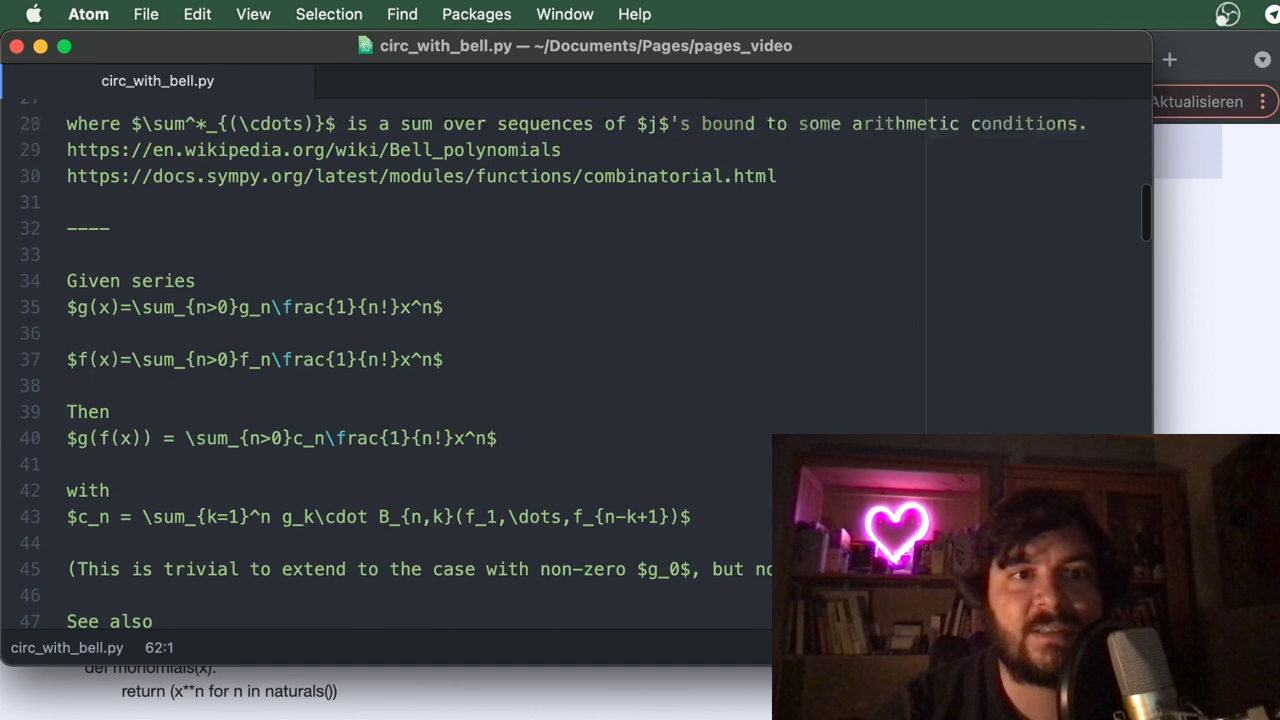 Atom File Edit View Selection Find Packages Window Help
circ_with_bell.py — ~/Documents/Pages/pages_video
circ_with_bell.py
Aktualisieren
27
28 where $\sum^*_{(\cdots)}$ is a sum over sequences of $j$'s bound to some arithmetic conditions.
29 https://en.wikipedia.org/wiki/Bell_polynomials
30 https://docs.sympy.org/latest/modules/functions/combinatorial.html
31
32 ----
33
34 Given series
35 $g(x)=\sum_{n>0}g_n\frac{1}{n!}x^n$
36
37 $f(x)=\sum_{n>0}f_n\frac{1}{n!}x^n$
38
39 Then
40 $g(f(x)) = \sum_{n>0}c_n\frac{1}{n!}x^n$
41
42 with
43 $c_n = \sum_{k=1}^n g_k\cdot B_{n,k}(f_1,\dots,f_{n-k+1})$
44
45 (This is trivial to extend to the case with non-zero $g_0$, but
46
47 See also
circ_with_bell.py 62:1
def monomials(x):
return (x**n for n in naturals())